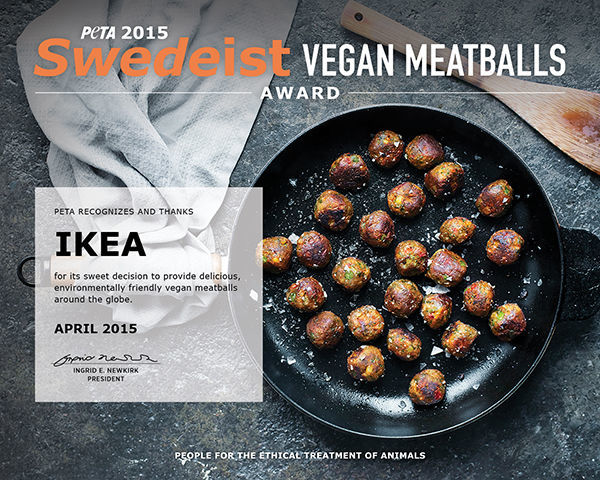 PETA 2015
Swedeist VEGAN MEATBALLS
AWARD
PETA RECOGNIZES AND THANKS
IKEA
for its sweet decision to provide delicious,
environmentally friendly vegan meatballs
around the globe.
APRIL 2015
INGRID E. NEWKIRK
PRESIDENT
PEOPLE FOR THE ETHICAL TREATMENT OF ANIMALS